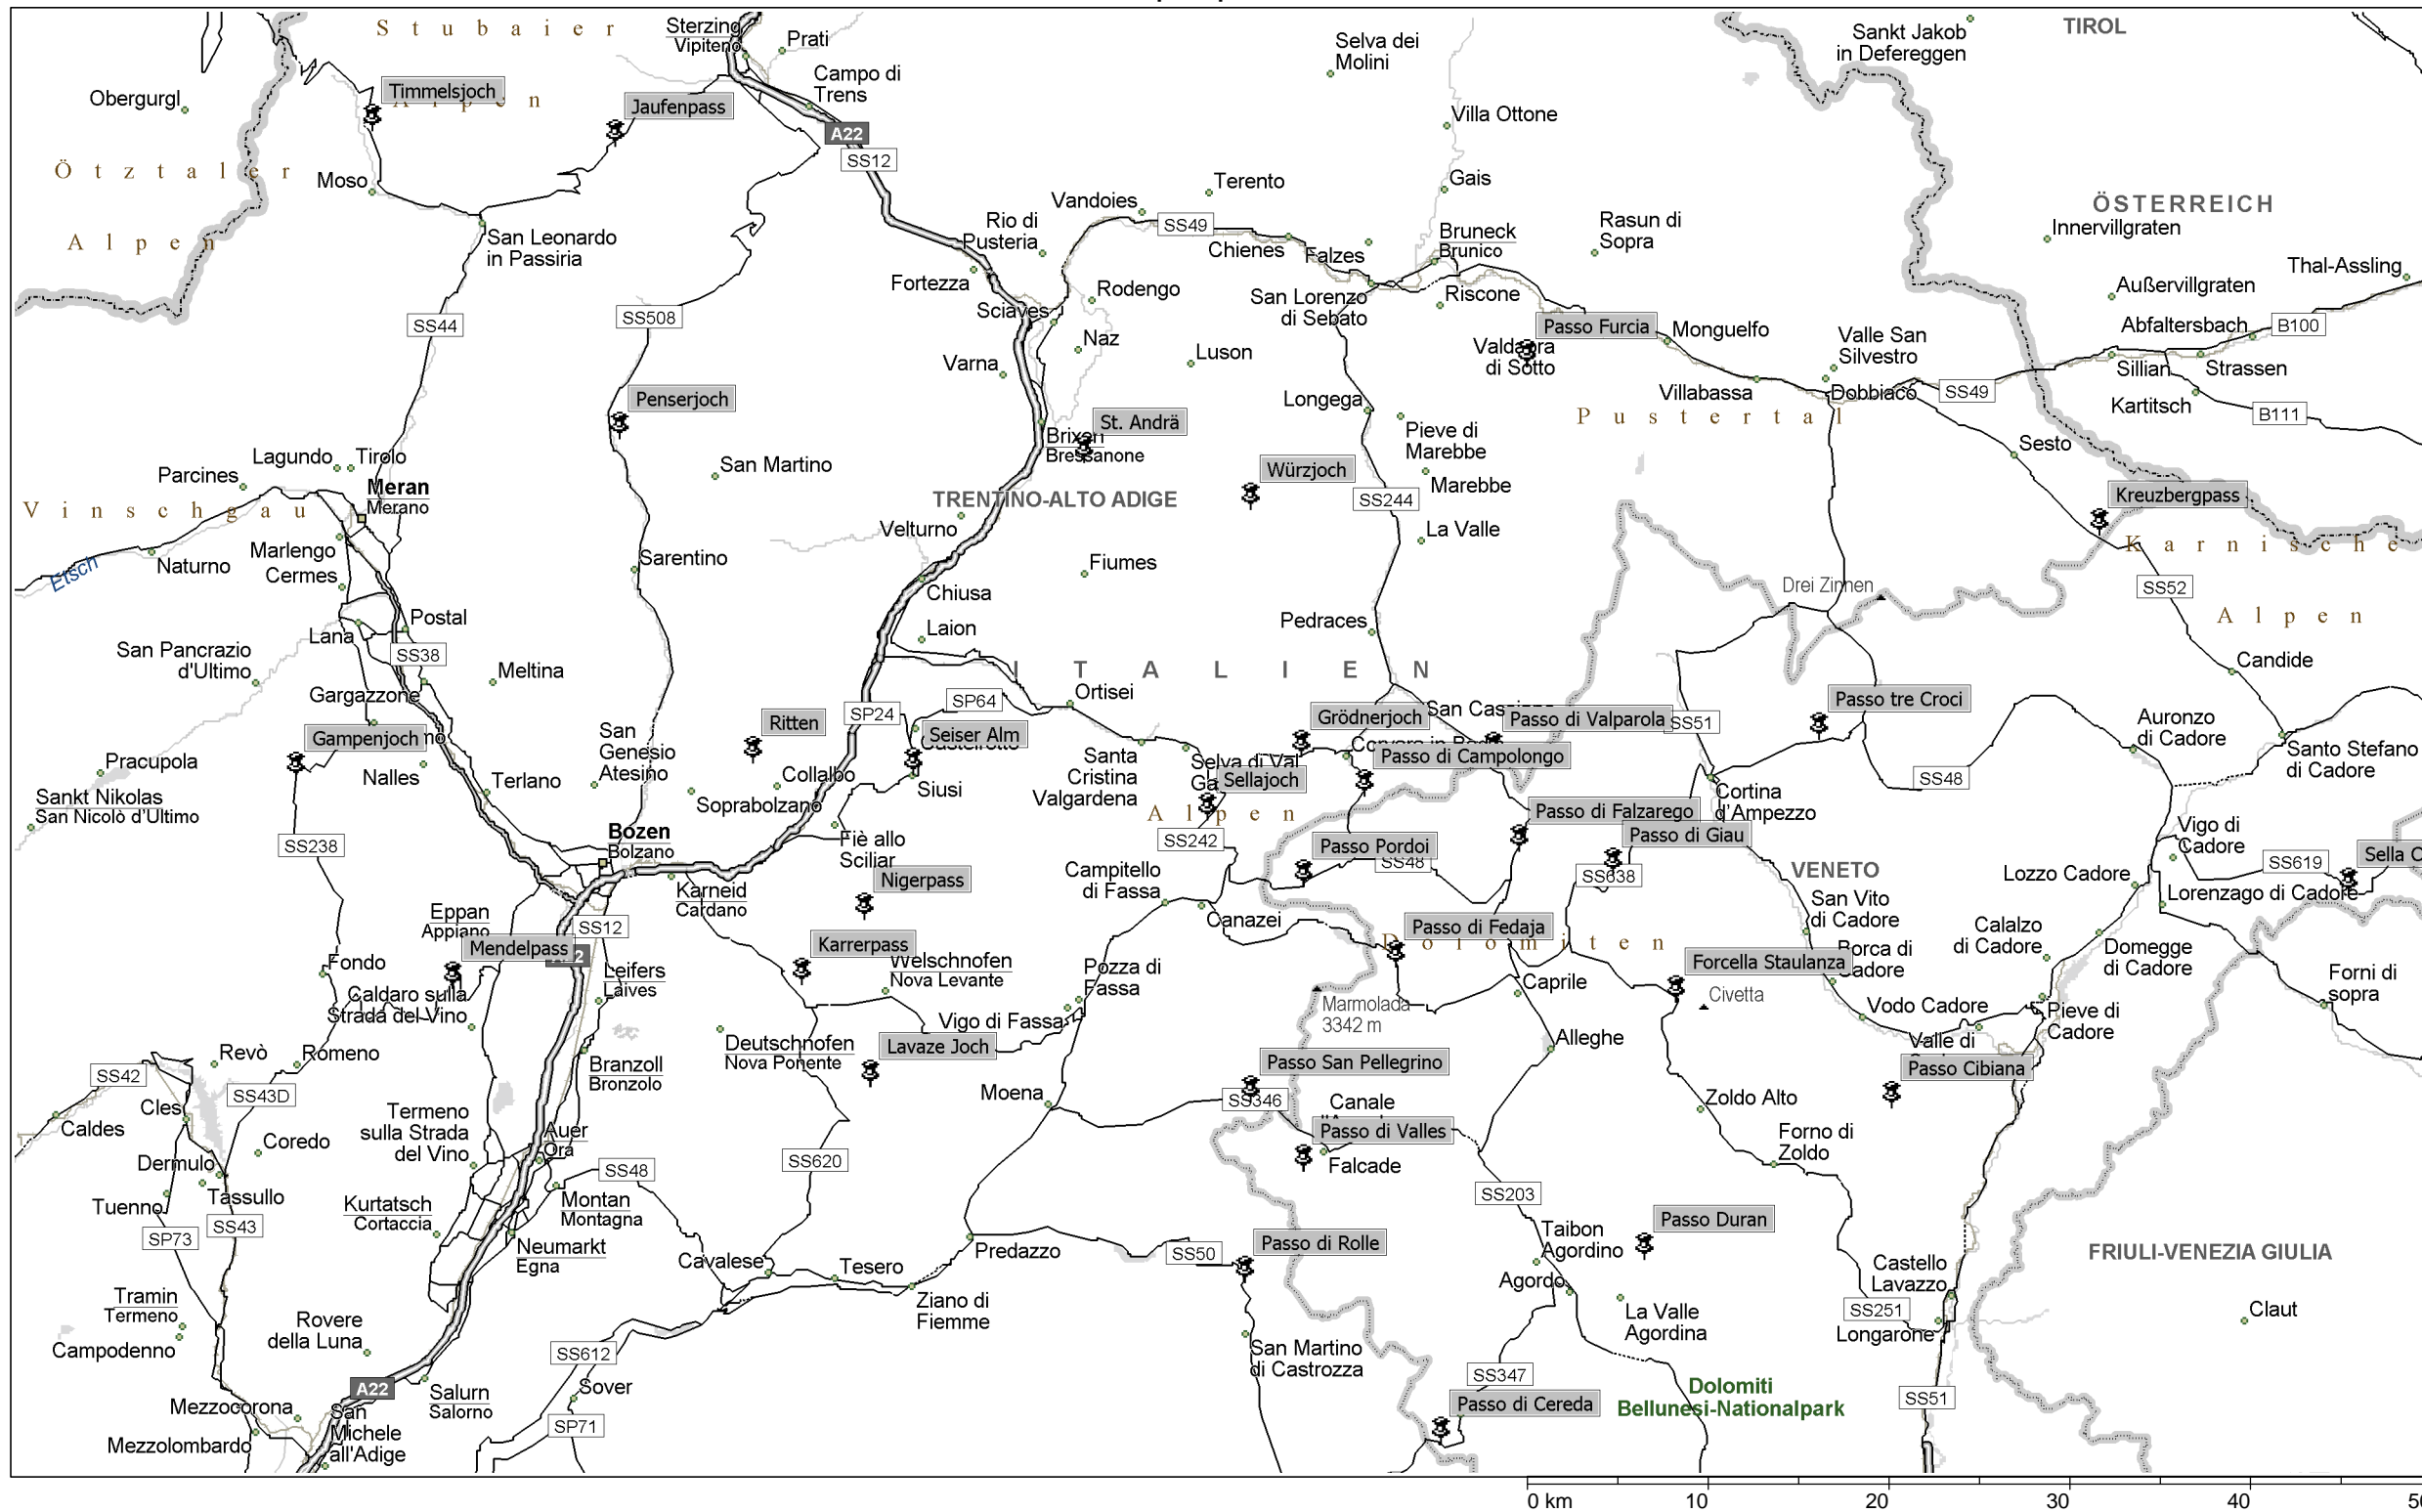 S t u b a i e r
A l p e n
Sterzing
Vipiteno
Prati
Selva dei
Molini
Sankt Jakob
in Defereggen
TIROL
Obergurgl
Timmelsjoch
Jaufenpass
Campo di
Trens
A22
SS12
Villa Ottone
Ö t z t a l e r
A l p e n
Moso
San Leonardo
in Passiria
Vandoies
Terento
Gais
Rasun di
Sopra
ÖSTERREICH
Innervillgraten
Rio di
Pusteria
SS49
Chienes
Falzes
Bruneck
Brunico
Thal-Assling
Fortezza
Rodengo
San Lorenzo
di Sebato
Riscone
Außervillgraten
Sciaves
SS44
SS508
Passo Furcia
Monguelfo
Valle San
Silvestro
Abfaltersbach
B100
Naz
Luson
Varna
di Sotto
Villabassa
Dobbiaco
SS49
Sillian
Strassen
Kartitsch
B111
Penserjoch
St. Andrä
Brixen
Bressanone
Longega
Pieve di
Marebbe
P u s t e r t a l
Sesto
Lagundo
Tirolo
Parcines
Meran
Merano
San Martino
Würzjoch
Marebbe
SS244
Kreuzbergpass
V i n s c h g a u
TRENTINO-ALTO ADIGE
Velturno
La Valle
K a r n i s c h e
A l p e n
Marlengo
Cermes
Naturno
Etsch
Sarentino
Fiumes
Drei Zinnen
SS52
Chiusa
Postal
Lana
Laion
Pedraces
San Pancrazio
d'Ultimo
SS38
Meltina
I T A L I E N
Candide
Gargazzone
Ortisei
SP64
SP24
Passo tre Croci
Gampenjoch
Ritten
Seiser Alm
Grödnerjoch
Passo di Valparola
SS51
Auronzo
di Cadore
Santo Stefano
di Cadore
Pracupola
Nalles
San
Genesio
Atesino
Collalbo
Soprabolzano
Siusi
Santa
Cristina
Valgardena
Selva di Val
Sellajoch
Passo di Campolongo
SS48
Sankt Nikolas
San Nicolò d'Ultimo
Terlano
A l p e n
Passo di Falzarego
Cortina
d'Ampezzo
Bozen
Bolzano
Fiè allo
Sciliar
SS242
Passo Pordoi
SS48
Passo di Giau
SS638
VENETO
Vigo di
Cadore
SS619
SS238
Nigerpass
Karneid
Cardano
Campitello
di Fassa
Canazei
Lozzo Cadore
Lorenzago di Cadore
San Vito
di Cadore
Eppan
Appiano
SS12
Mendelpass
Karrerpass
Passo di Fedaja
D o l o m i t e n
Calalzo
di Cadore
Domegge
di Cadore
Welschnofen
Nova Levante
Forcella Staulanza
Borca di
Cadore
Fondo
Leifers
Laives
Pozza di
Fassa
Caprile
Civetta
Forni di
sopra
Caldaro sulla
Strada del Vino
Marmolada
3342 m
Vodo Cadore
Pieve di
Cadore
Deutschnofen
Nova Ponente
Vigo di Fassa
Lavaze Joch
Alleghe
Valle di
Passo Cibiana
Revò
Romeno
SS42
SS43D
Branzoll
Bronzolo
Passo San Pellegrino
Moena
SS346
Canale
Zoldo Alto
Cles
Caldes
Termeno
sulla Strada
del Vino
Auer
Ora
Passo di Valles
Forno di
Zoldo
Coredo
Dermulo
SS48
SS620
Falcade
Tassullo
Tuenno
Montan
Montagna
SS203
Kurtatsch
Cortaccia
SP73
SS43
Neumarkt
Egna
Predazzo
SS50
Passo di Rolle
Taibon
Agordino
Passo Duran
FRIULI-VENEZIA GIULIA
Cavalese
Tesero
Agordo
Castello
Lavazzo
Tramin
Termeno
Ziano di
Fiemme
La Valle
Agordina
SS251
Longarone
Claut
Campodenno
Rovere
della Luna
SS612
San Martino
di Castrozza
SS347
A22
Salurn
Salorno
Sover
Passo di Cereda
Dolomiti
Bellunesi-Nationalpark
SS51
Mezzocorona
San
Michele
all'Adige
SP71
Mezzolombardo
0 km 10 20 30 40